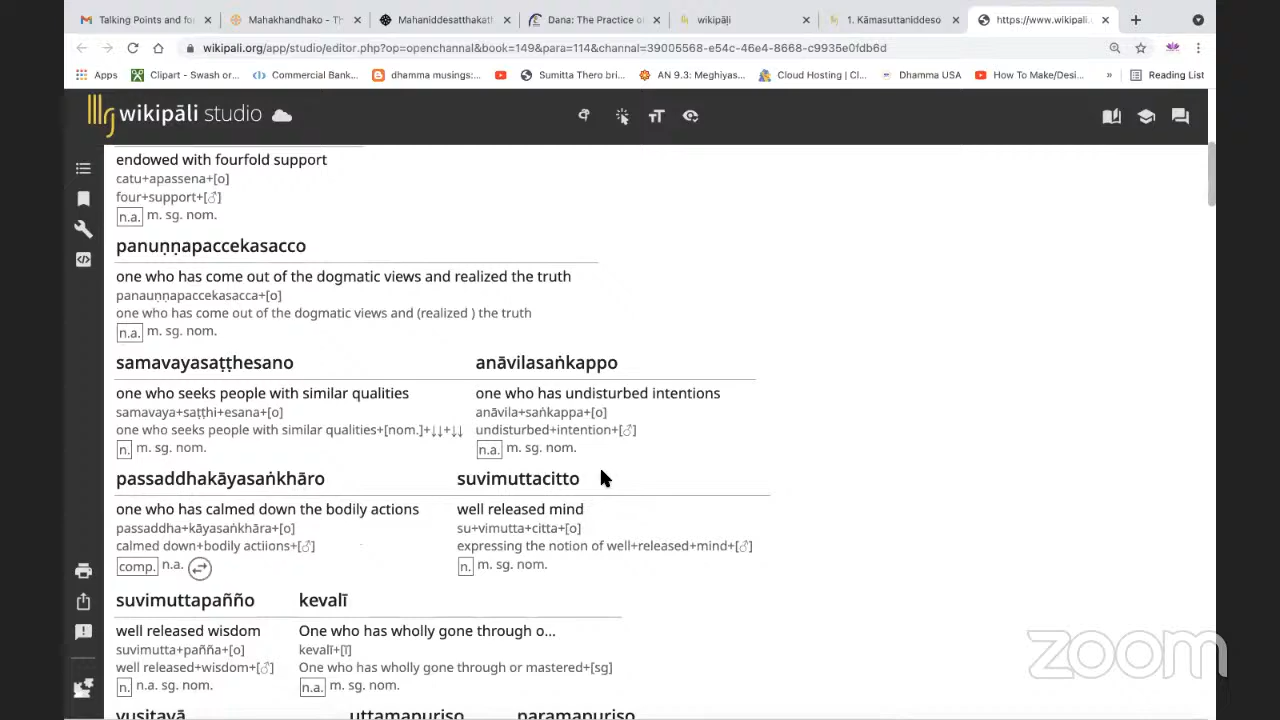 Talking Points and fo
Mahakhandhako - Th
Mahaniddesatthakath
Dana: The Practice o
wikipāḷi
1. Kāmasuttaniddeso
https://www.wikipali.
wikipali.org/app/studio/editor.php?op=openchannal&book=149&para=114&channal=39005568-e54c-46e4-8668-c9935e0fdb6d
Apps
Clipart - Swash or...
Commercial Bank...
dhamma musings:...
Sumitta Thero bri...
AN 9.3: Meghiyas...
Cloud Hosting | Cl...
Dhamma USA
How To Make/Desi...
»
Reading List
wikipāli studio
endowed with fourfold support
catu+apassena+[o]
four+support+[♂]
n.a. m. sg. nom.
panuṇṇapaccekasacco
one who has come out of the dogmatic views and realized the truth
panauṇṇapaccekasacca+[o]
one who has come out of the dogmatic views and (realized ) the truth
n.a. m. sg. nom.
samavayasaṭṭhesano
one who seeks people with similar qualities
samavaya+saṭṭhi+esana+[o]
one who seeks people with similar qualities+[nom.]+↓↓+↓↓
n. m. sg. nom.
anāvilasaṅkappo
one who has undisturbed intentions
anāvila+saṅkappa+[o]
undisturbed+intention+[♂]
n.a. m. sg. nom.
passaddhakāyasaṅkhāro
one who has calmed down the bodily actions
passaddha+kāyasaṅkhāra+[o]
calmed down+bodily actiions+[♂]
comp. n.a.
suvimuttacitto
well released mind
su+vimutta+citta+[o]
expressing the notion of well+released+mind+[♂]
n. m. sg. nom.
suvimuttapañño
well released wisdom
suvimutta+pañña+[o]
well released+wisdom+[♂]
n. n.a. sg. nom.
kevalī
One who has wholly gone through o...
kevalī+[ī]
One who has wholly gone through or mastered+[sg]
n.a. m. sg. nom.
vusitavā
uttamapuriso
paramapuriso
zoom